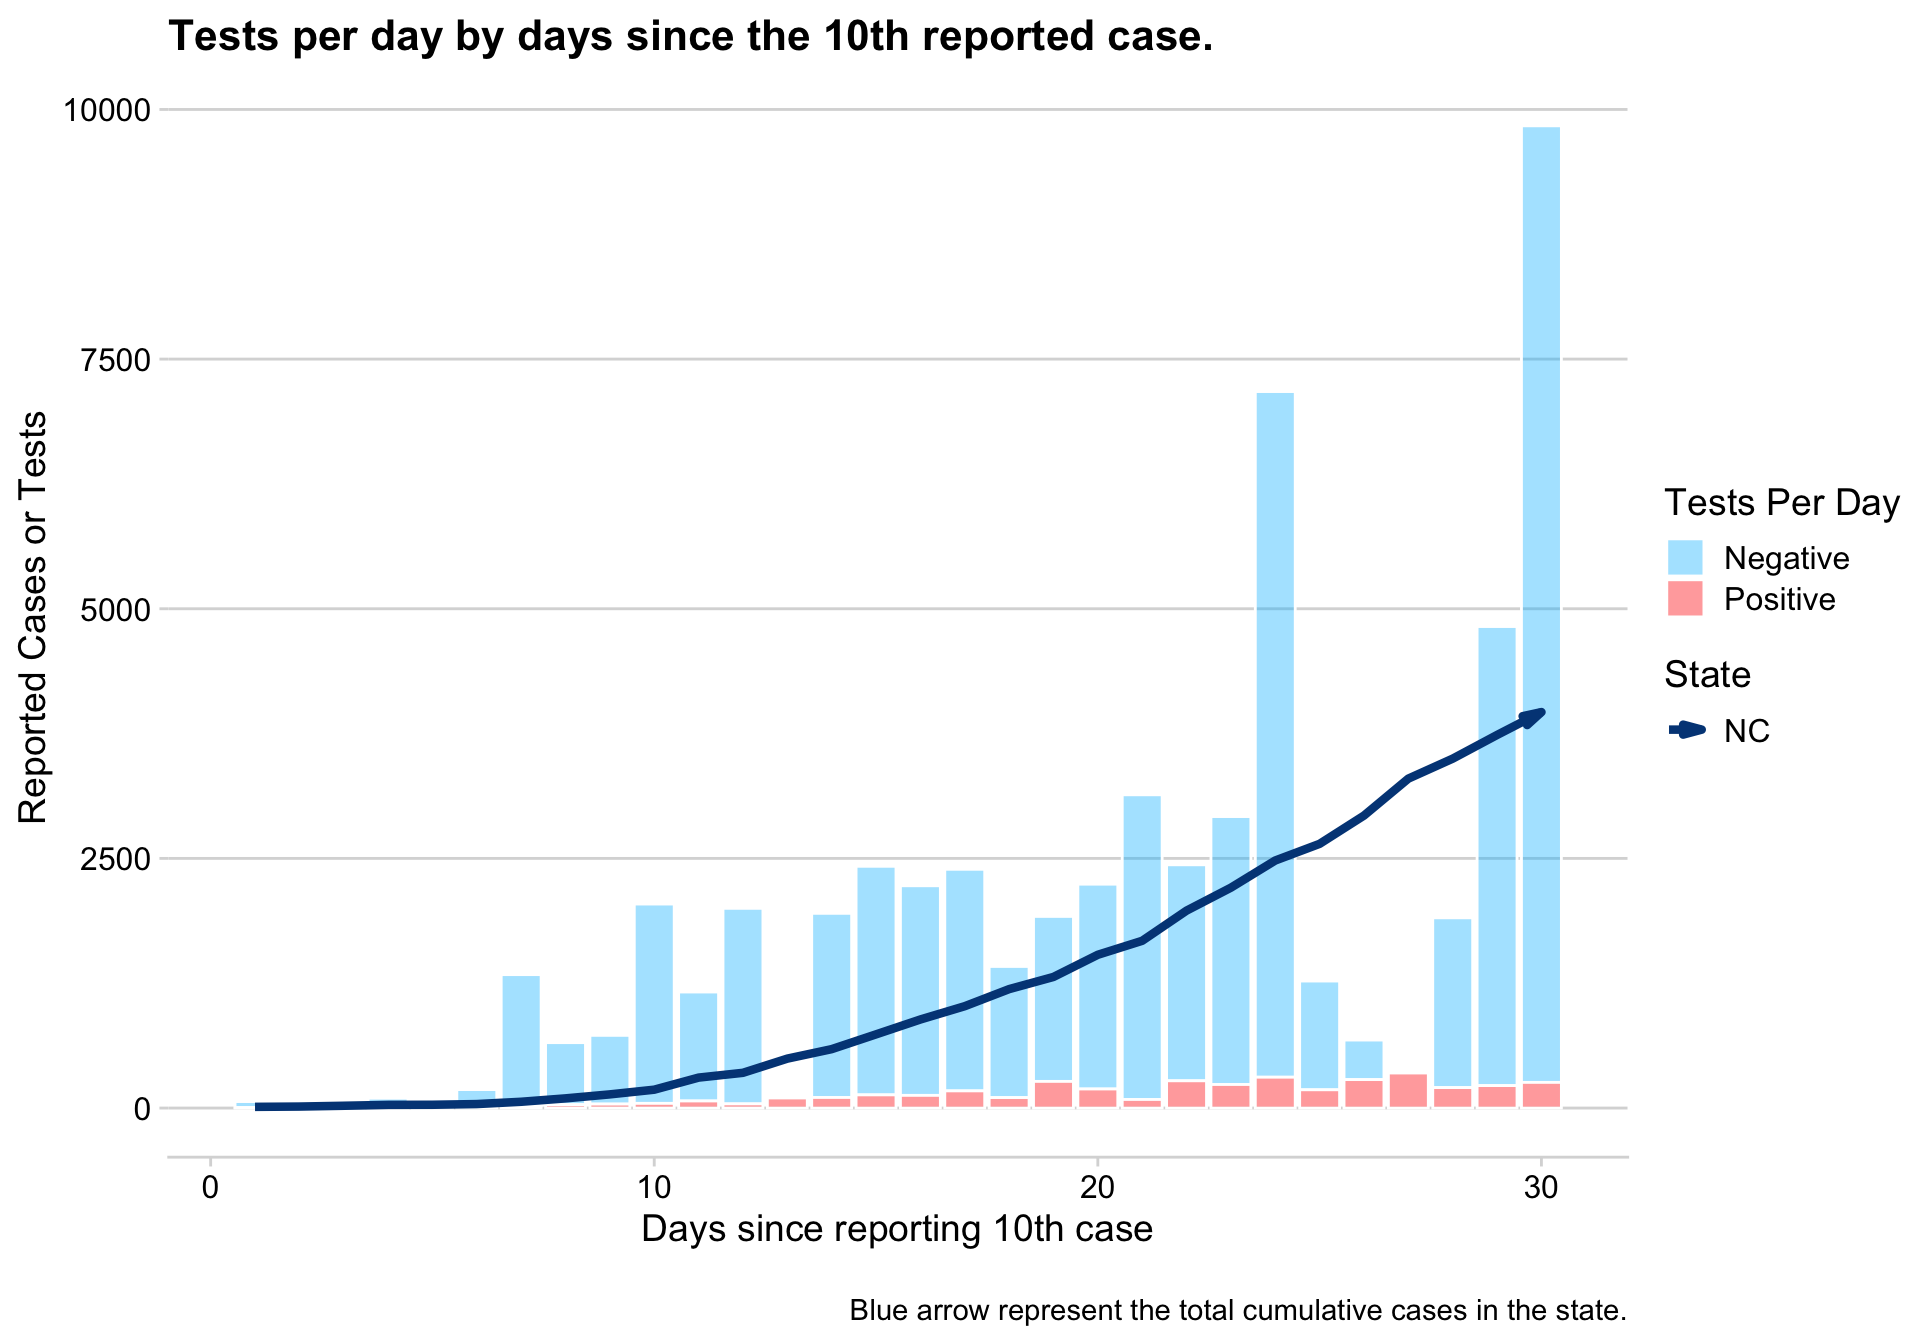 Tests per day by days since the 10th reported case.
10000
7500
5000
2500
0
Reported Cases or Tests
0 10 20 30
Days since reporting 10th case
Tests Per Day
Negative
Positive
State
NC
Blue arrow represent the total cumulative cases in the state.